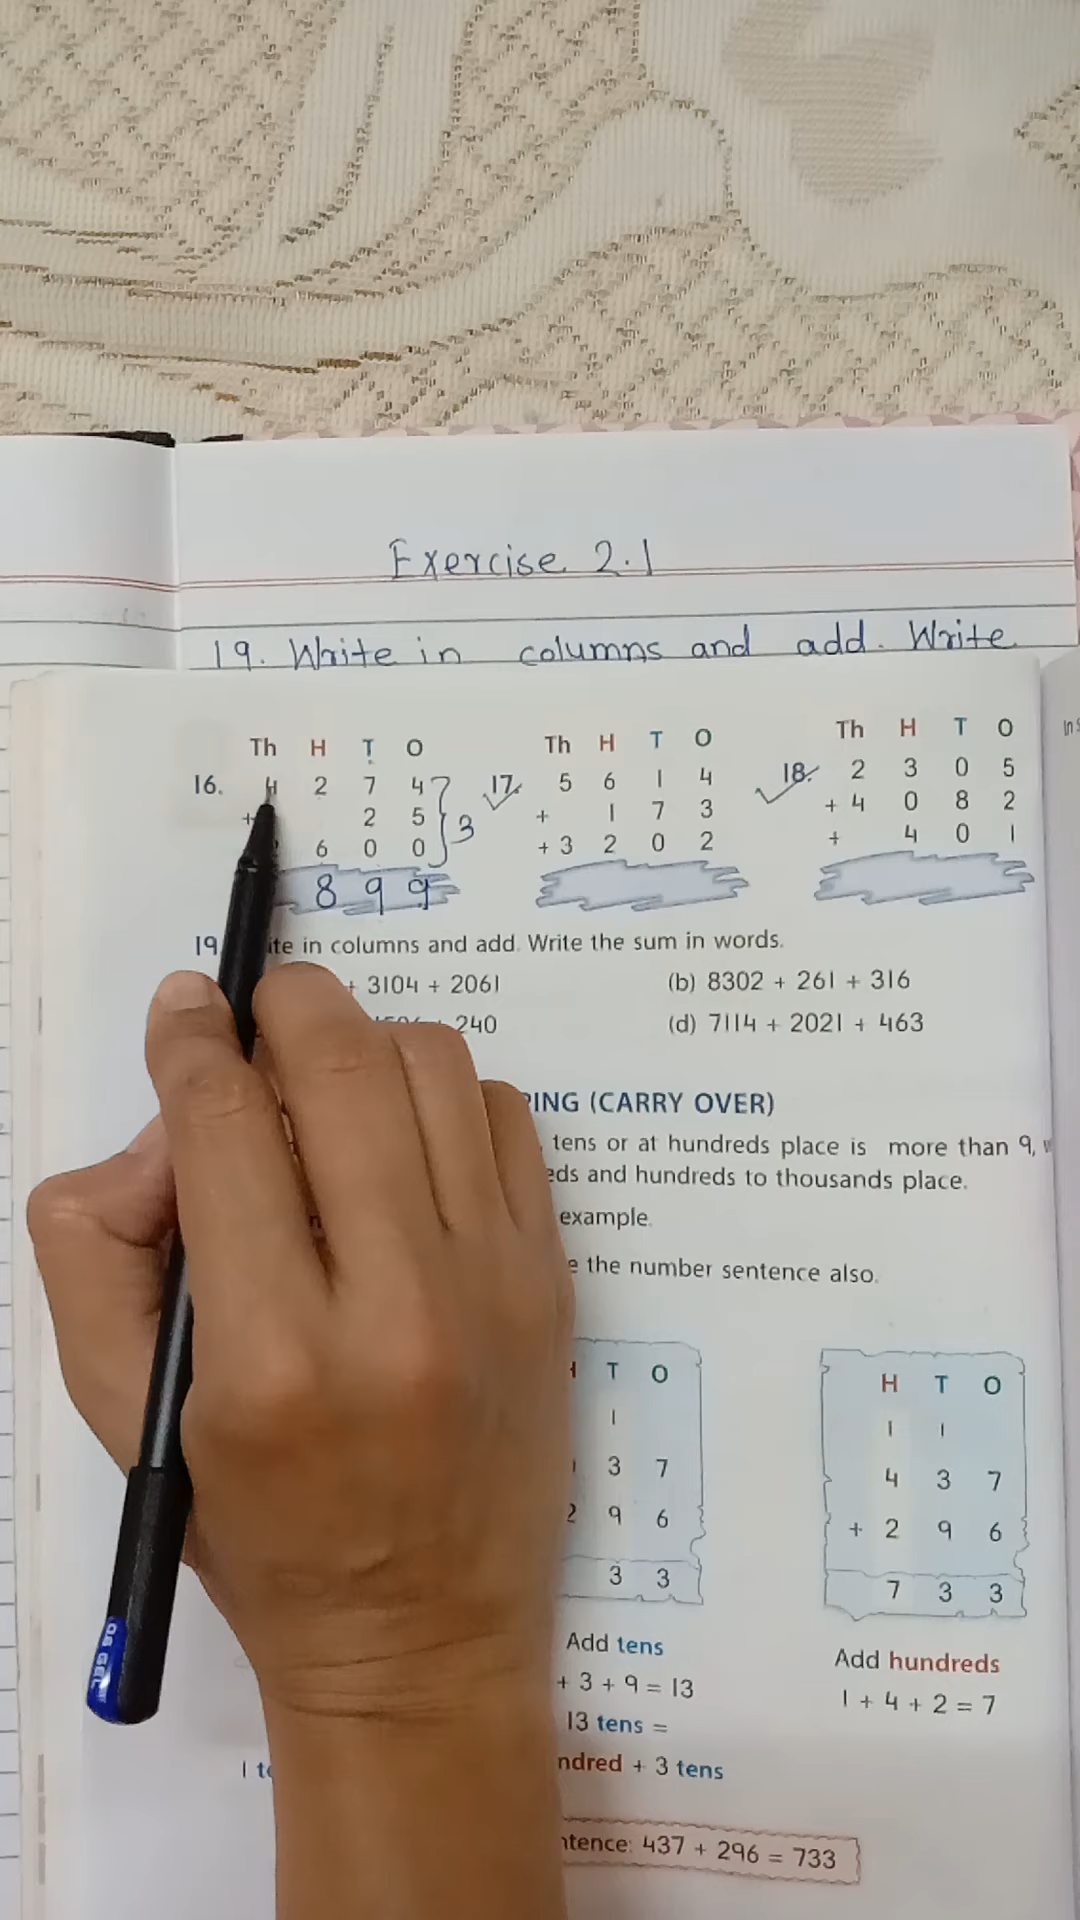 Exercise 2.1
19. Write in columns and add. Write
Th H T O
16. 4 2 7 4
+ 2 5
6 0 0
8 9 9
3
Th H T O
17. 5 6 1 4
+ 1 7 3
+ 3 2 0 2
Th H T O
18. 2 3 0 5
+ 4 0 8 2
+ 4 0 1
19 in columns and add. Write the sum in words.
+ 3104 + 2061
(b) 8302 + 261 + 316
240
(d) 7114 + 2021 + 463
(CARRY OVER)
tens or at hundreds place is more than 9,
and hundreds to thousands place.
example.
the number sentence also.
T O
1
3 7
2 9 6
3 3
Add tens
+ 3 + 9 = 13
13 tens =
+ 3 tens
H T O
1 1
4 3 7
+ 2 9 6
7 3 3
Add hundreds
1 + 4 + 2 = 7
1
437 + 296 = 733
0.6 GEL